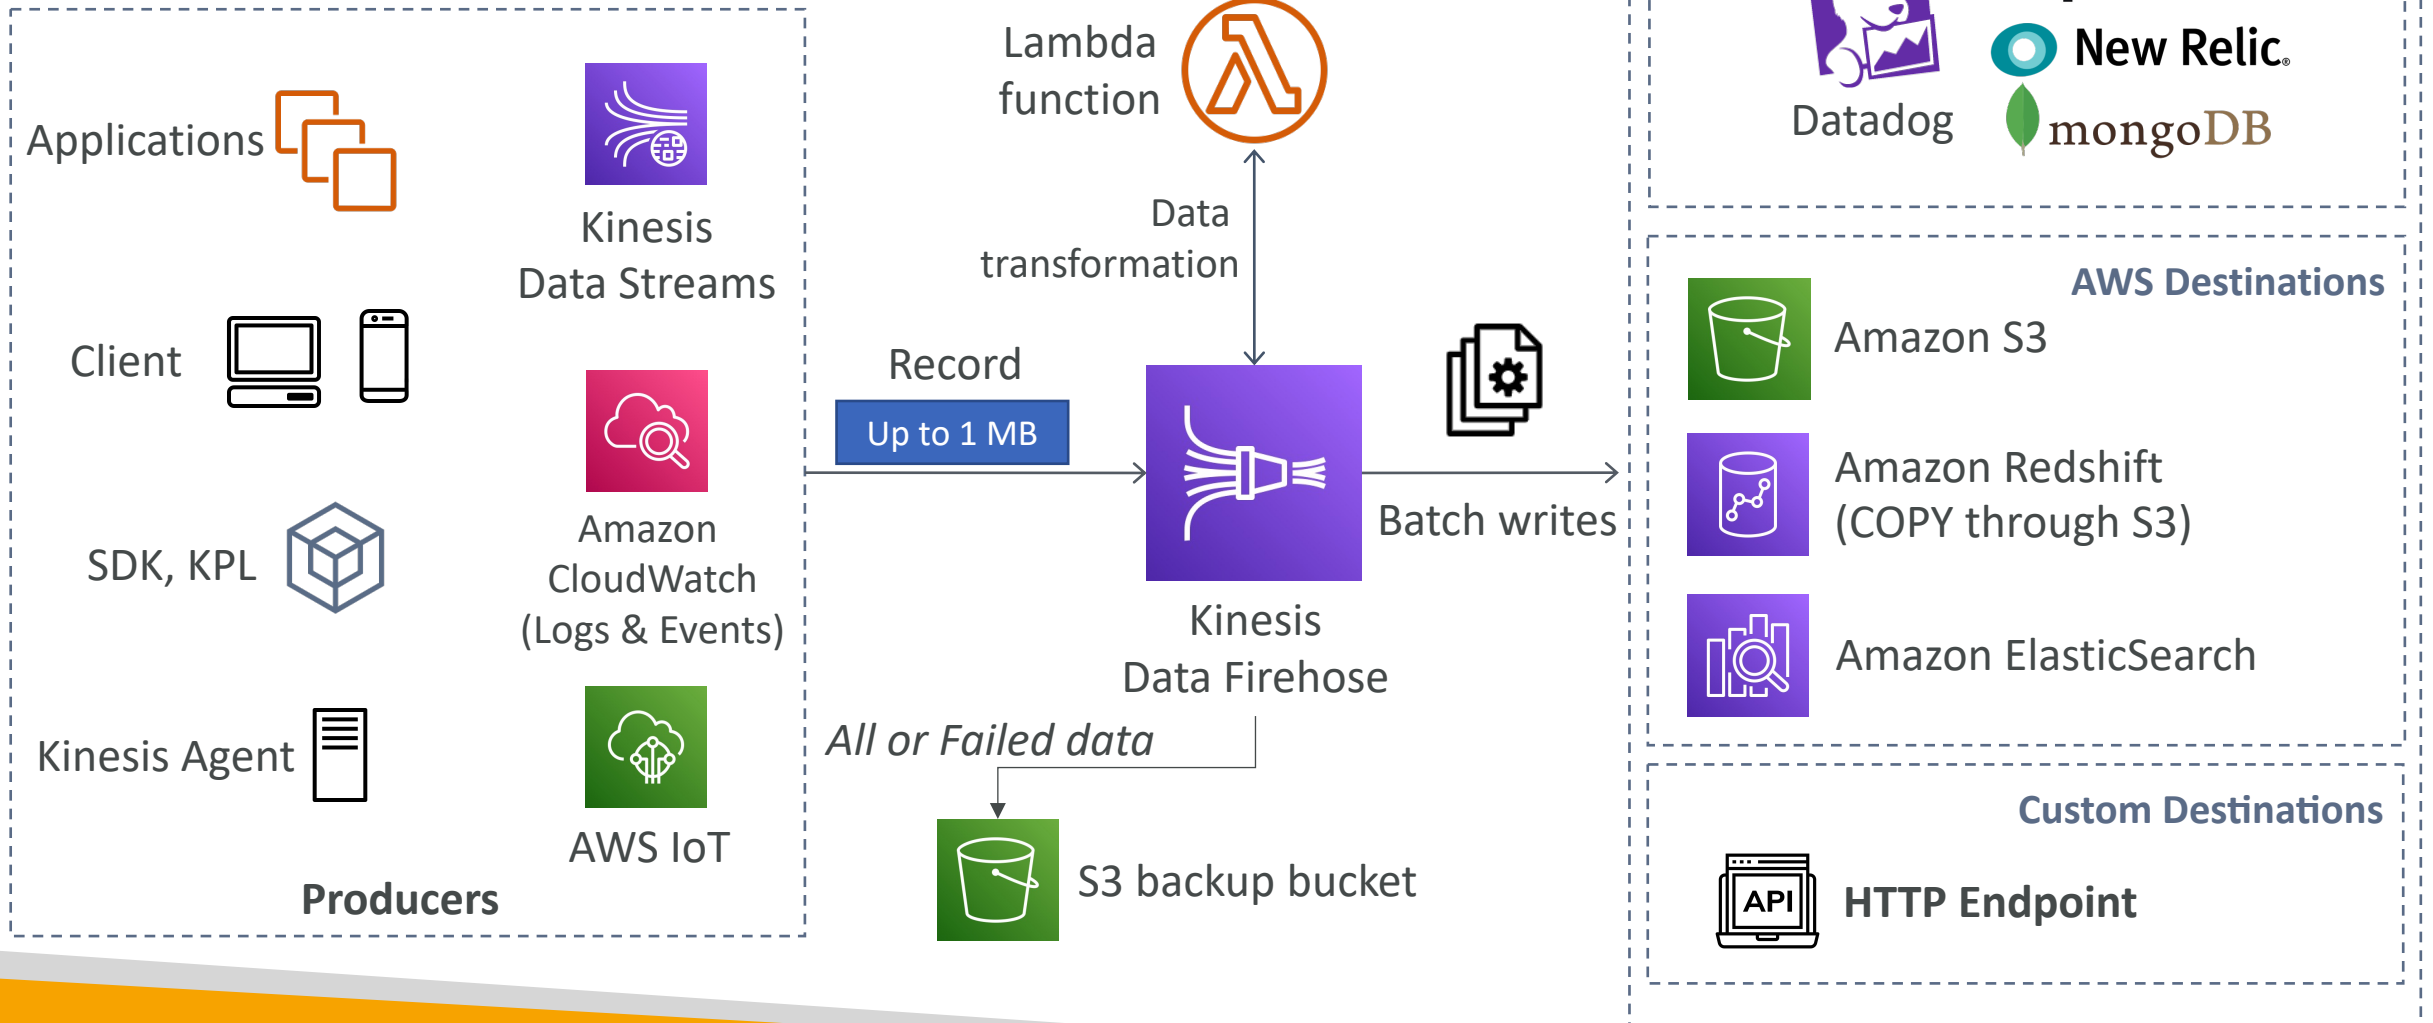 Applications
Kinesis
Data Streams
Client
Amazon
CloudWatch
(Logs & Events)
SDK, KPL
Kinesis Agent
AWS IoT
Producers
Lambda
function
Data
transformation
Record
Up to 1 MB
Kinesis
Data Firehose
Batch writes
All or Failed data
S3 backup bucket
Datadog
New Relic®
mongoDB
AWS Destinations
Amazon S3
Amazon Redshift
(COPY through S3)
Amazon ElasticSearch
Custom Destinations
API
HTTP Endpoint